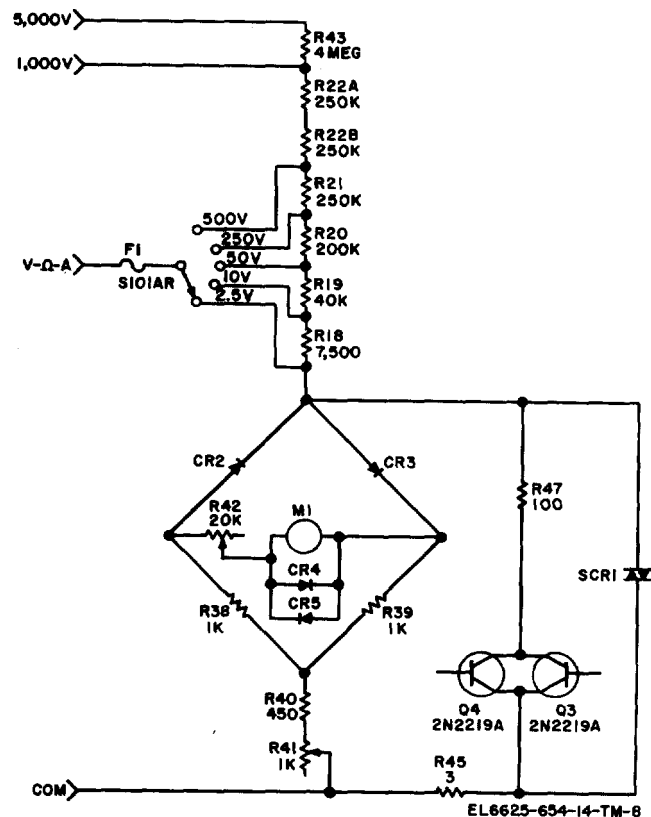 5,000V
R43
4MEG
1,000V
R22A
250K
R22B
250K
R21
250K
500V
250V
R20
200K
F1
V-Ω-A
50V
S101AR
10V
R19
40K
2.5V
R18
7,500
CR2
CR3
R47
100
R42
20K
M1
CR4
SCR1
CR5
R38
1K
R39
1K
R40
450
Q4
2N2219A
Q3
2N2219A
R41
1K
R45
3
COM
EL6625-654-14-TM-8